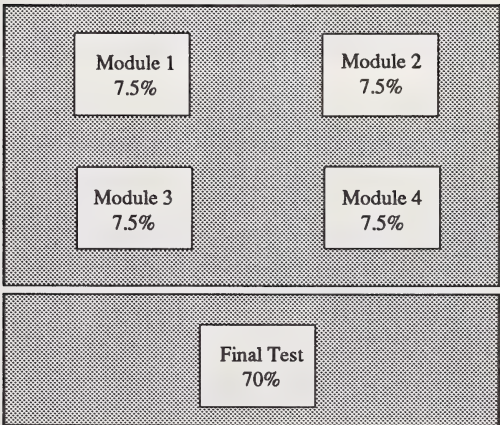 Module 1
7.5%
Module 2
7.5%
Module 3
7.5%
Module 4
7.5%
Final Test
70%